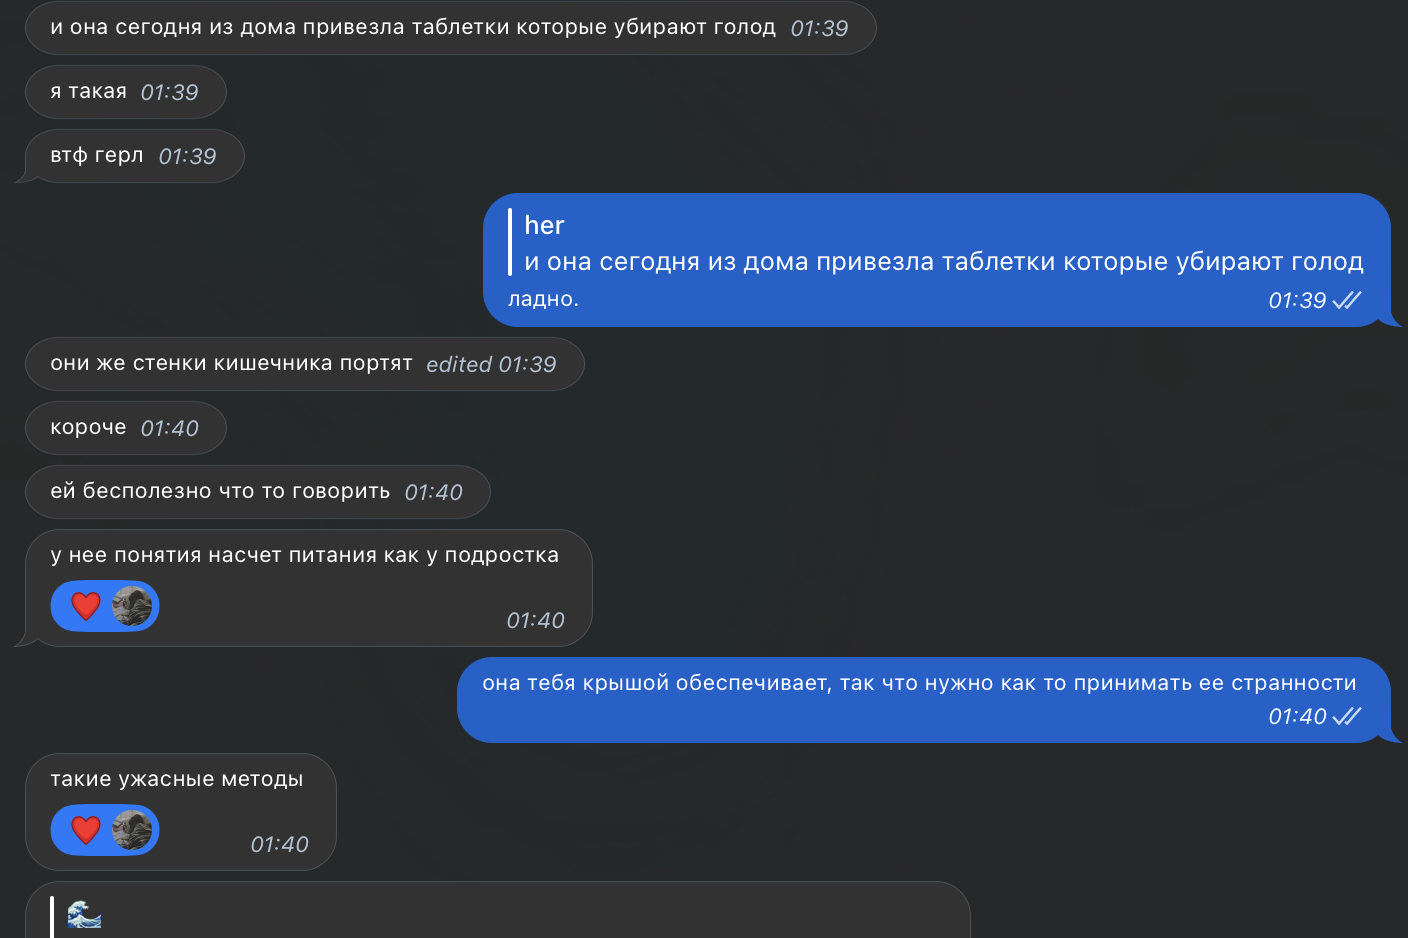 и она сегодня из дома привезла таблетки которые убирают голод 01:39
я такая 01:39
втф герл 01:39
her
и она сегодня из дома привезла таблетки которые убирают голод
ладно. 01:39
они же стенки кишечника портят edited 01:39
короче 01:40
ей бесполезно что то говорить 01:40
у нее понятия насчет питания как у подростка
01:40
она тебя крышой обеспечивает, так что нужно как то принимать ее странности
01:40
такие ужасные методы
01:40